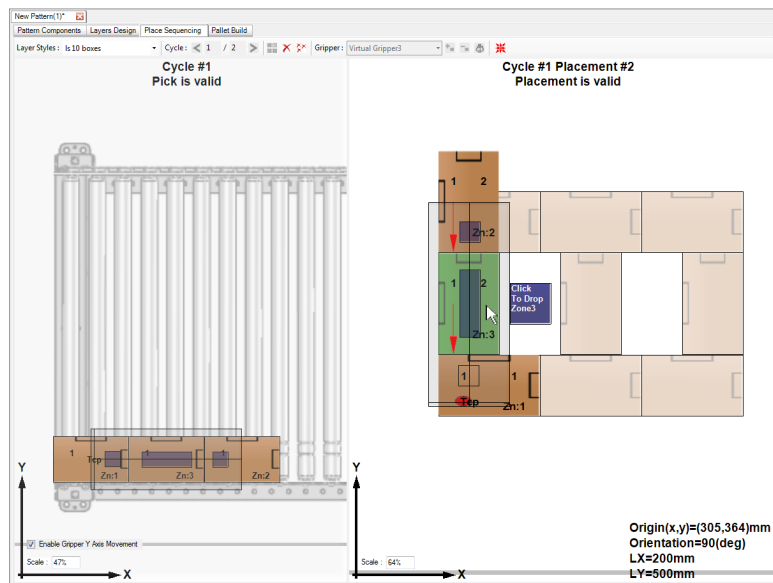 New Pattern(1)*
Pattern Components Layers Design Place Sequencing Pallet Build
Layer Styles : ls 10 boxes Cycle : 1 / 2 Gripper : Virtual Gripper3
Cycle #1
Pick is valid
Cycle #1 Placement #2
Placement is valid
1 2
Zn:2
1 2
Click
To Drop
Zone3
Zn:3
1 1
Tcp
Zn:1
1 1 1
Tcp
Zn:1 Zn:3 Zn:2
Y
X
Enable Gripper Y Axis Movement
Scale : 47%
Y
X
Scale : 64%
Origin(x,y)=(305,364)mm
Orientation=90(deg)
LX=200mm
LY=500mm